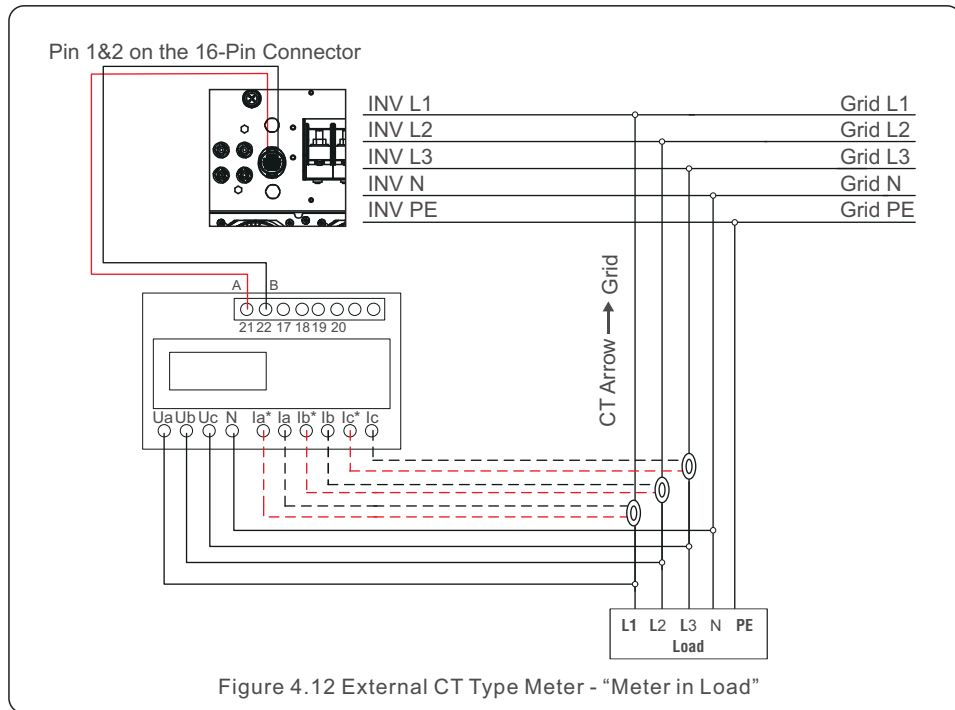 Pin 1&2 on the 16-Pin Connector
INV L1 Grid L1
INV L2 Grid L2
INV L3 Grid L3
INV N Grid N
INV PE Grid PE
CT Arrow → Grid
A B
21 22 17 18 19 20
Ua Ub Uc N Ia* Ia Ib* Ib Ic* Ic
L1 L2 L3 N PE
Load
Figure 4.12 External CT Type Meter - “Meter in Load”